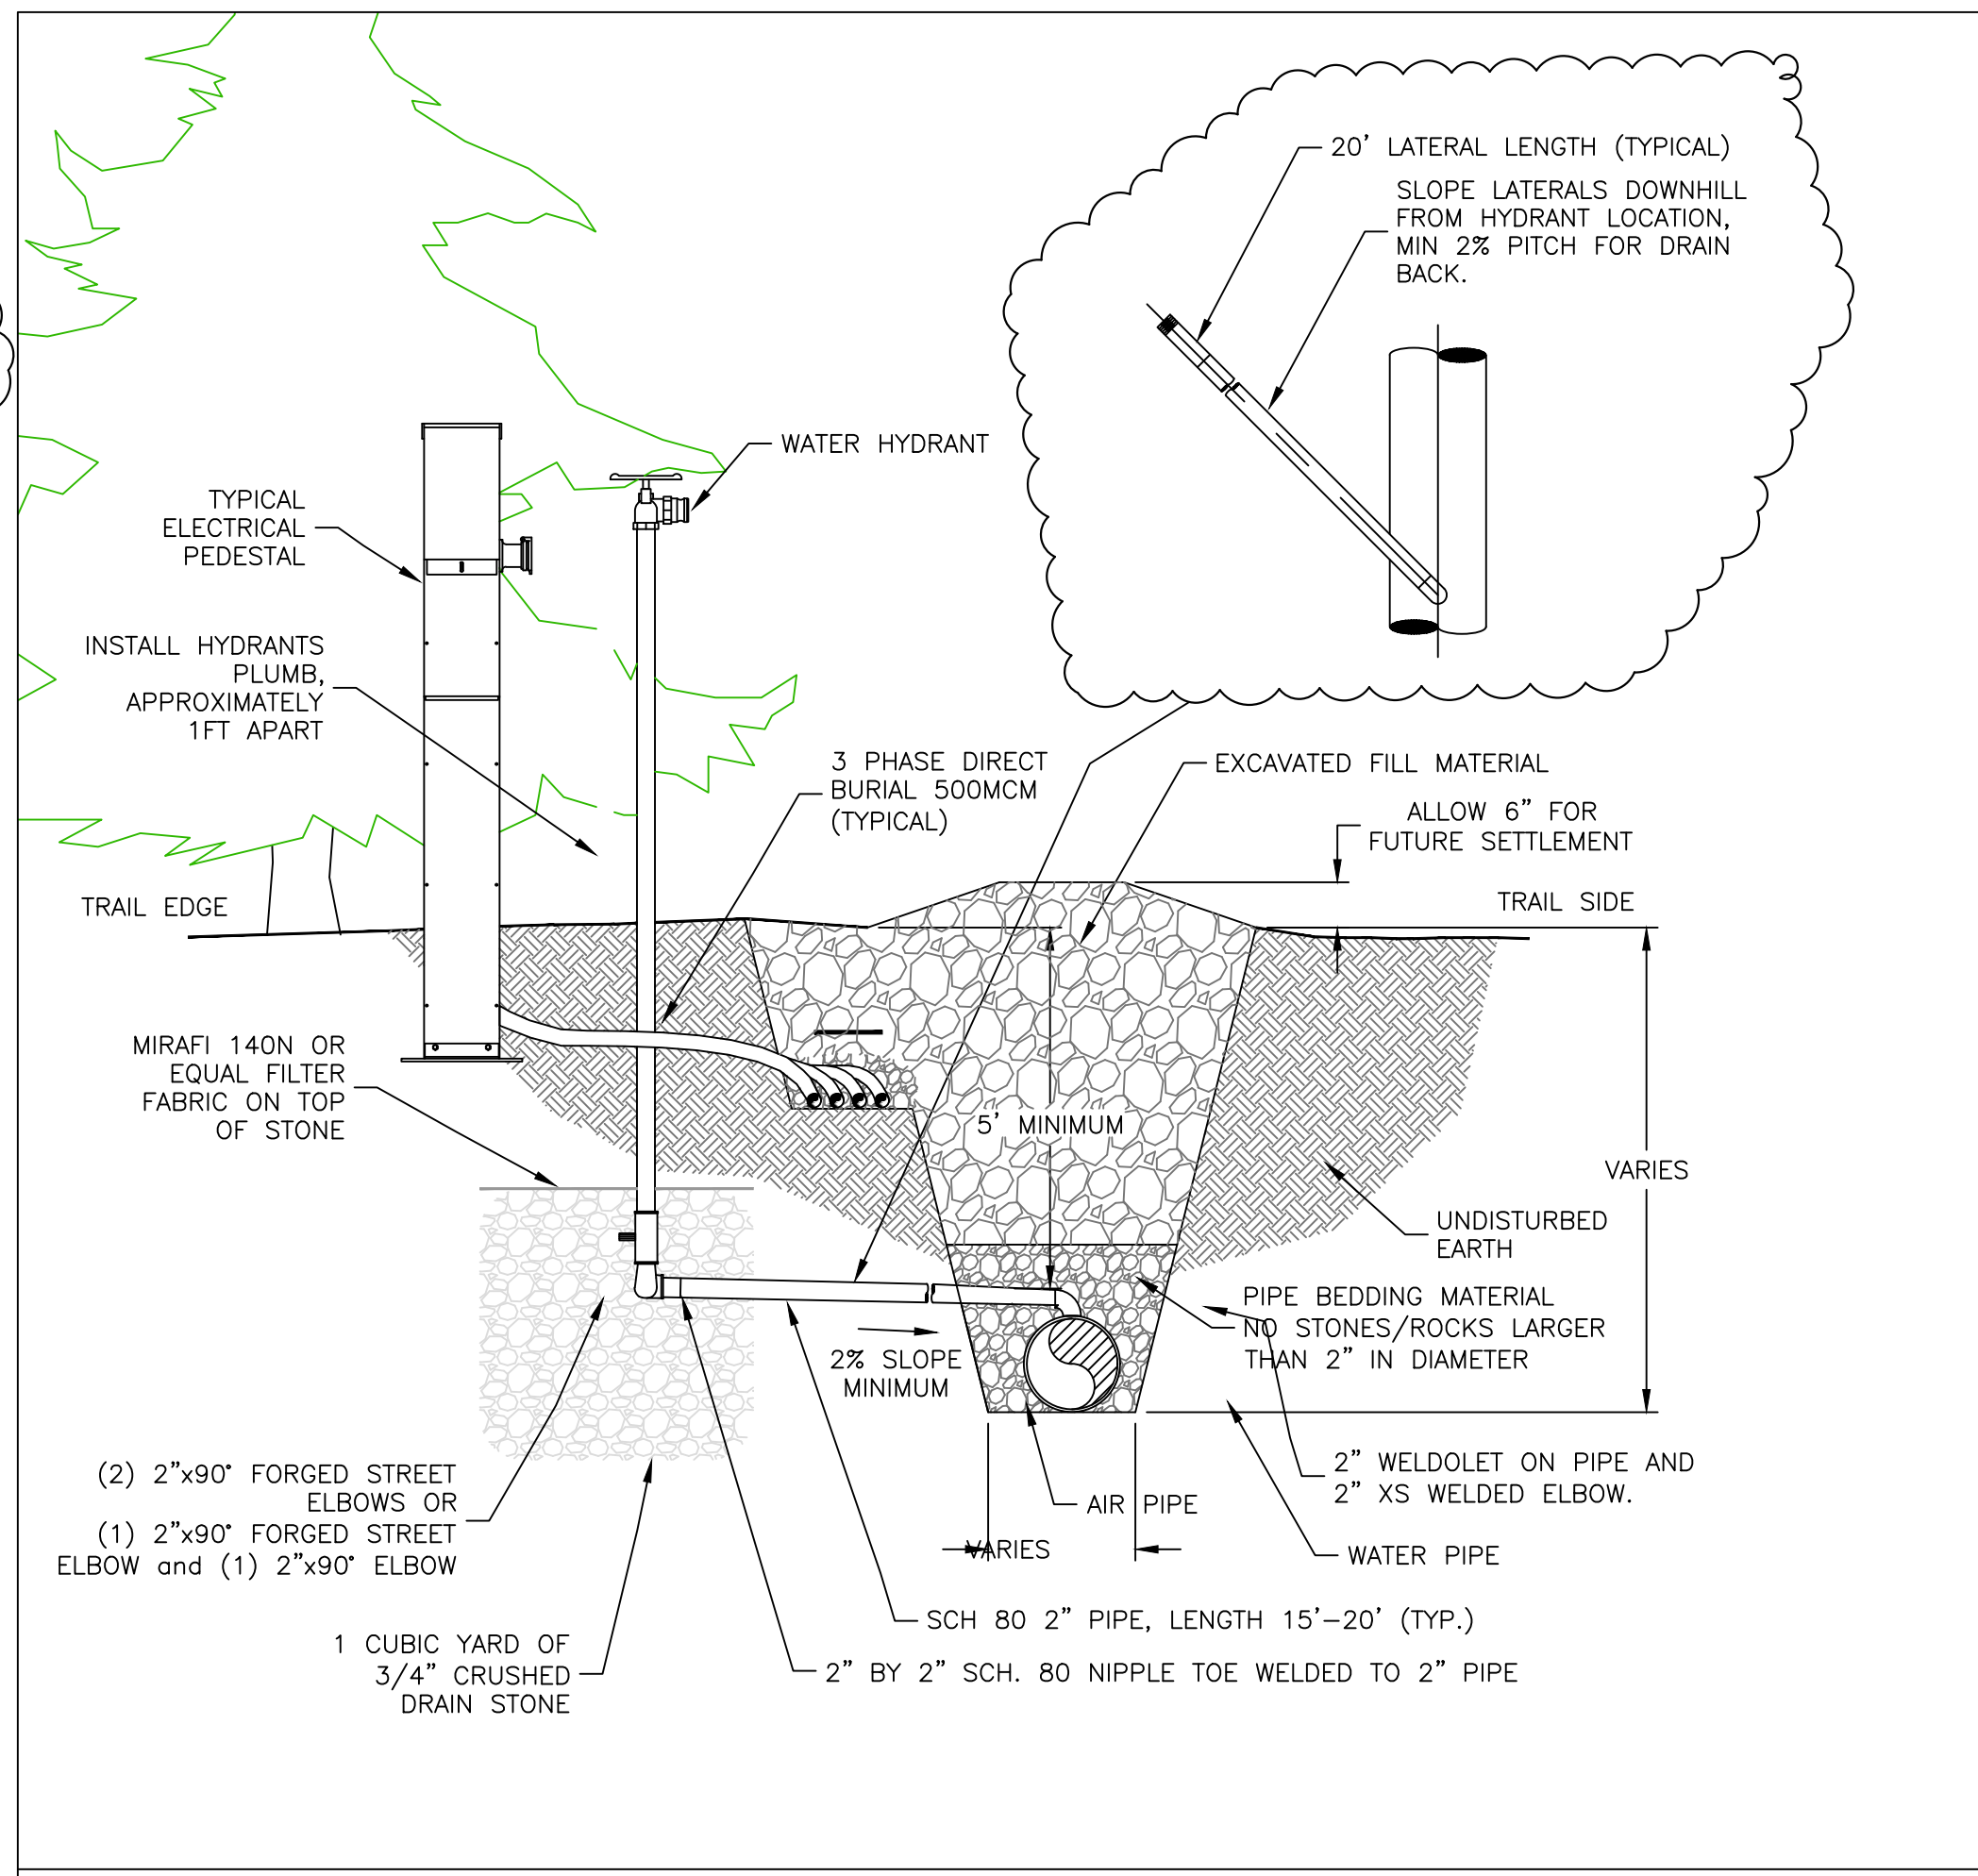 20' LATERAL LENGTH (TYPICAL)
SLOPE LATERALS DOWNHILL
FROM HYDRANT LOCATION,
MIN 2% PITCH FOR DRAIN
BACK.
WATER HYDRANT
TYPICAL
ELECTRICAL
PEDESTAL
INSTALL HYDRANTS
PLUMB,
APPROXIMATELY
1FT APART
3 PHASE DIRECT
BURIAL 500MCM
(TYPICAL)
EXCAVATED FILL MATERIAL
ALLOW 6" FOR
FUTURE SETTLEMENT
TRAIL EDGE
TRAIL SIDE
MIRAFI 140N OR
EQUAL FILTER
FABRIC ON TOP
OF STONE
5' MINIMUM
VARIES
UNDISTURBED
EARTH
PIPE BEDDING MATERIAL
NO STONES/ROCKS LARGER
THAN 2" IN DIAMETER
2% SLOPE
MINIMUM
(2) 2"x90° FORGED STREET
ELBOWS OR
(1) 2"x90° FORGED STREET
ELBOW and (1) 2"x90° ELBOW
2" WELDOLET ON PIPE AND
2" XS WELDED ELBOW.
AIR PIPE
VARIES
WATER PIPE
SCH 80 2" PIPE, LENGTH 15'-20' (TYP.)
1 CUBIC YARD OF
3/4" CRUSHED
DRAIN STONE
2" BY 2" SCH. 80 NIPPLE TOE WELDED TO 2" PIPE